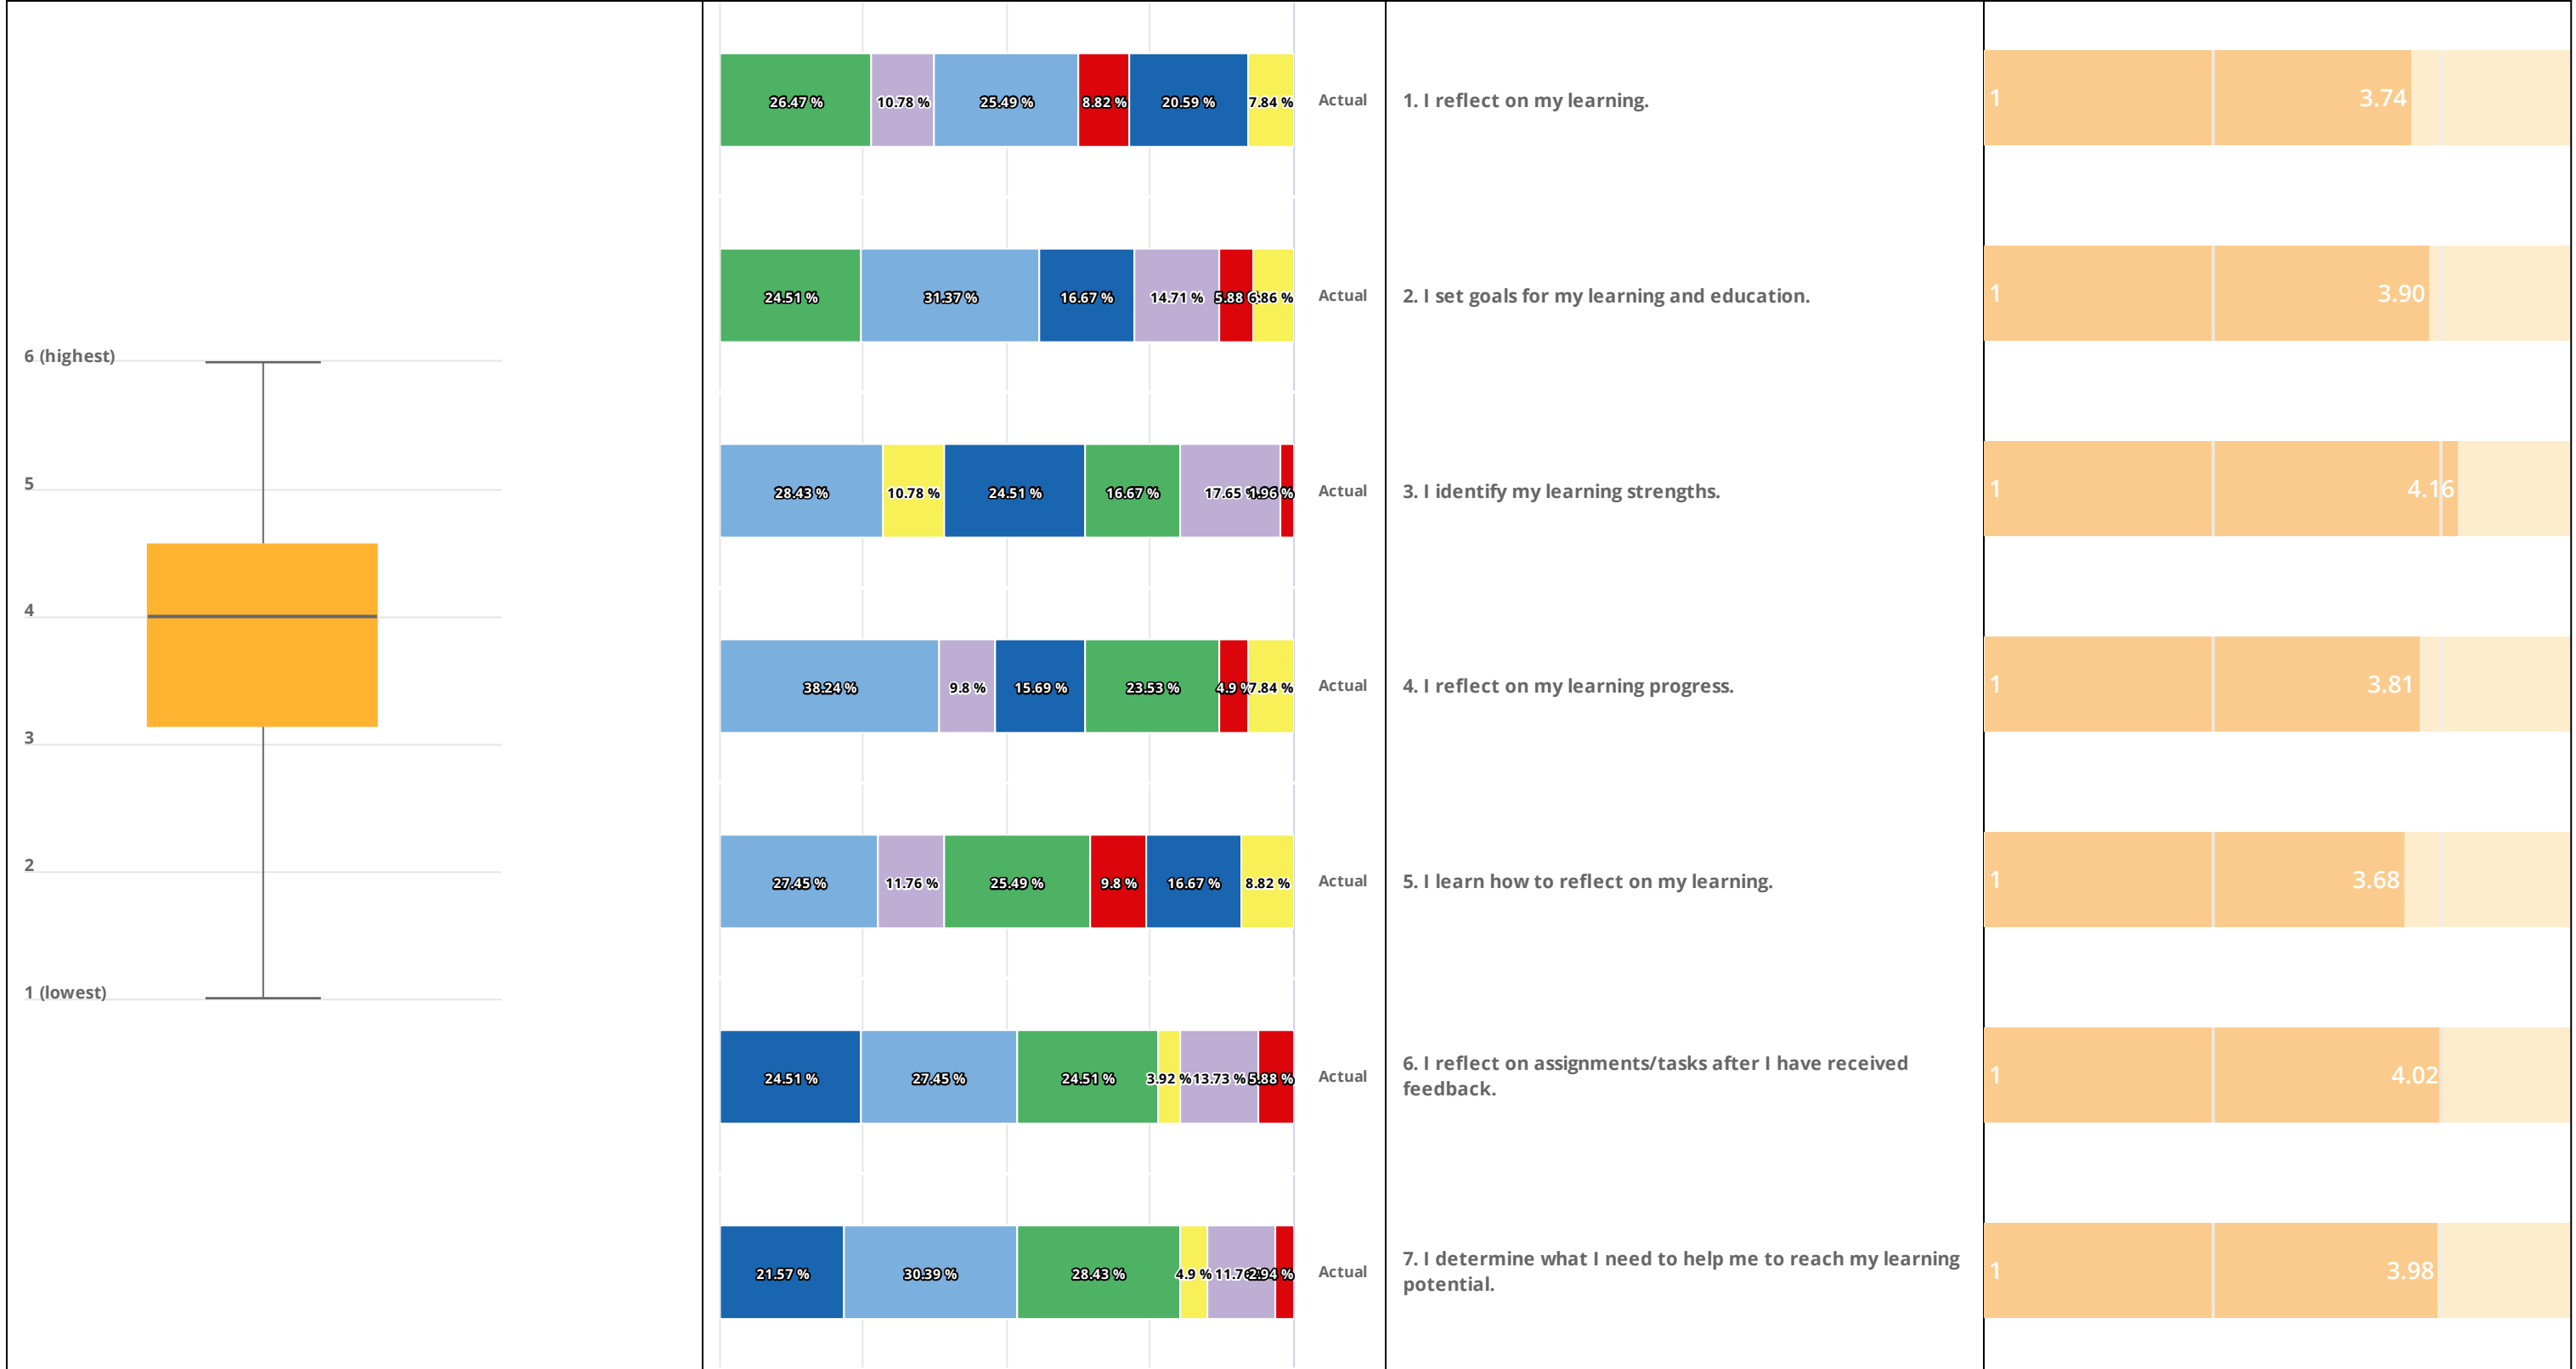 6 (highest)
5
4
3
2
1 (lowest)
26.47 % 10.78 % 25.49 % 8.82 % 20.59 % 7.84 % Actual
1. I reflect on my learning.
1 3.74
24.51 % 31.37 % 16.67 % 14.71 % 5.88 6.86 % Actual
2. I set goals for my learning and education.
1 3.90
28.43 % 10.78 % 24.51 % 16.67 % 17.65 % 1.96 % Actual
3. I identify my learning strengths.
1 4.16
38.24 % 9.8 % 15.69 % 23.53 % 4.9 % 7.84 % Actual
4. I reflect on my learning progress.
1 3.81
27.45 % 11.76 % 25.49 % 9.8 % 16.67 % 8.82 % Actual
5. I learn how to reflect on my learning.
1 3.68
24.51 % 27.45 % 24.51 % 3.92 % 13.73 % 5.88 % Actual
6. I reflect on assignments/tasks after I have received
feedback.
1 4.02
21.57 % 30.39 % 28.43 % 4.9 % 11.76 2.94 % Actual
7. I determine what I need to help me to reach my learning
potential.
1 3.98